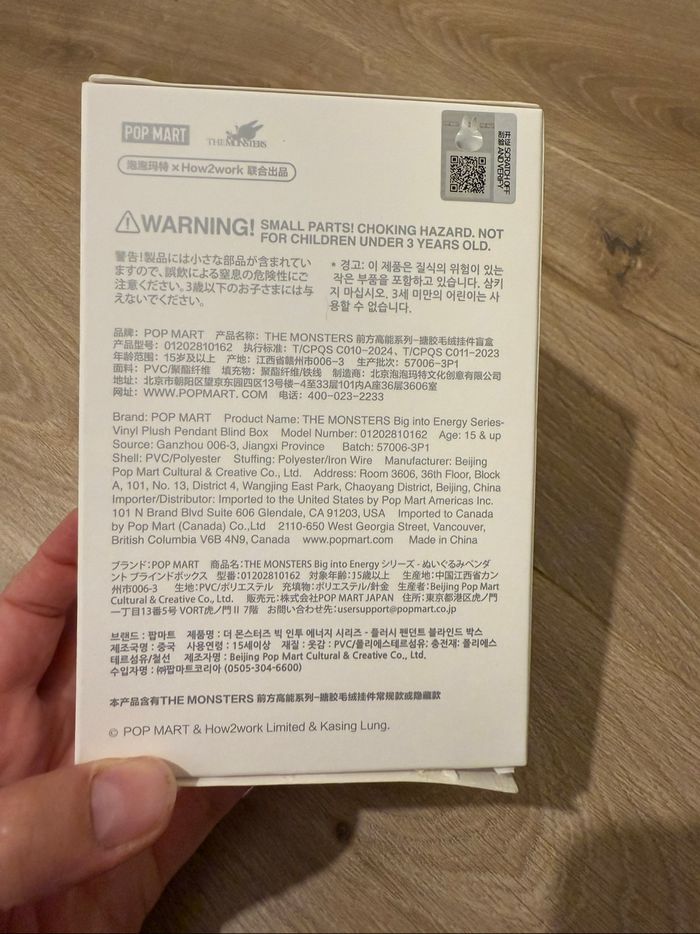 POP MART
THE MONSTERS
泡泡玛特×How2work 联合出品
SCRATCH OFF
AND VERIFY
WARNING! SMALL PARTS! CHOKING HAZARD. NOT
FOR CHILDREN UNDER 3 YEARS OLD.
警告!製品には小さな部品が含まれてい
ますので、誤飲による窒息の危険性にご
注意ください。3歳以下のお子さまには与
えないでください。
* 경고: 이 제품은 질식의 위험이 있는
작은 부품을 포함하고 있습니다. 삼키
지 마십시오. 3세 미만의 어린이는 사
용할 수 없습니다.
品牌：POP MART 产品名称：THE MONSTERS 前方高能系列-搪胶毛绒挂件盲盒
产品型号：01202810162 执行标准：T/CPQS C010-2024、T/CPQS C011-2023
年龄范围：15岁及以上 产地：江西省赣州市006-3 生产批次：57006-3P1
面料：PVC/聚酯纤维 填充物：聚酯纤维/铁线 制造商：北京泡泡玛特文化创意有限公司
地址：北京市朝阳区望京东园四区13号楼-4至33层101内A座36层3606室
网址：WWW.POPMART.COM 电话：400-023-2233
Brand: POP MART Product Name: THE MONSTERS Big into Energy Series-
Vinyl Plush Pendant Blind Box Model Number: 01202810162 Age: 15 & up
Source: Ganzhou 006-3, Jiangxi Province Batch: 57006-3P1
Shell: PVC/Polyester Stuffing: Polyester/Iron Wire Manufacturer: Beijing
Pop Mart Cultural & Creative Co., Ltd. Address: Room 3606, 36th Floor, Block
A, 101, No. 13, District 4, Wangjing East Park, Chaoyang District, Beijing, China
Importer/Distributor: Imported to the United States by Pop Mart Americas Inc.
101 N Brand Blvd Suite 606 Glendale, CA 91203, USA Imported to Canada
by Pop Mart (Canada) Co.,Ltd 2110-650 West Georgia Street, Vancouver,
British Columbia V6B 4N9, Canada www.popmart.com Made in China
ブランド：POP MART 商品名：THE MONSTERS Big into Energy シリーズ - ぬいぐるみペンダ
ント ブラインドボックス 型番：01202810162 対象年齢：15歳以上 生産地：中国江西省カン
州市006-3 生地：PVC/ポリエステル 充填物：ポリエステル/針金 生産者：Beijing Pop Mart
Cultural & Creative Co., Ltd. 販売元：株式会社POP MART JAPAN 住所：東京都港区虎ノ門
一丁目13番5号 VORT虎ノ門Ⅱ 7階 お問い合わせ先：usersupport@popmart.co.jp
브랜드 : 팝마트 제품명 : 더 몬스터즈 빅 인투 에너지 시리즈 - 플러시 펜던트 블라인드 박스
제조국명 : 중국 사용연령 : 15세이상 재질 : 옷감 : PVC/폴리에스테르섬유; 충전재: 폴리에스
테르섬유/철선 제조자명 : Beijing Pop Mart Cultural & Creative Co., Ltd.
수입자명 : ㈜팝마트코리아 (0505-304-6600)
本产品含有THE MONSTERS 前方高能系列-搪胶毛绒挂件常规款或隐藏款
© POP MART & How2work Limited & Kasing Lung.